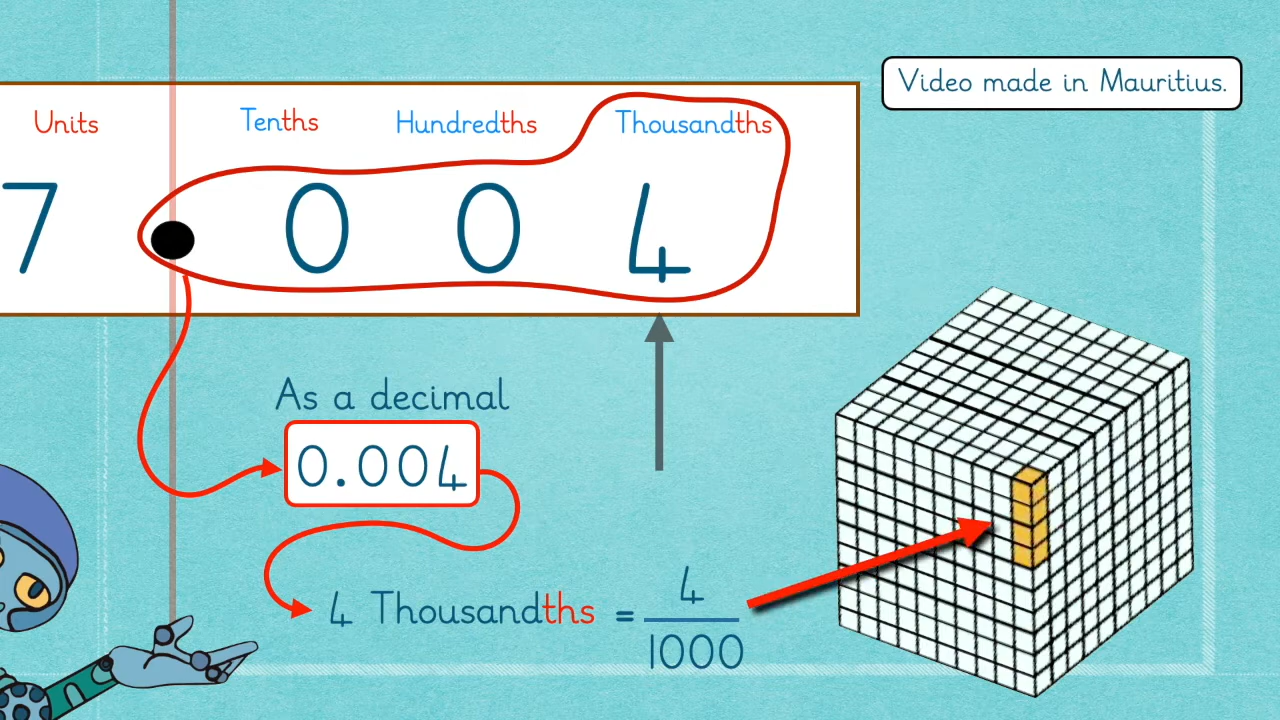 Video made in Mauritius.
Units Tenths Hundredths Thousandths
7 . 0 0 4
As a decimal
0.004
4 Thousandths = 4/1000